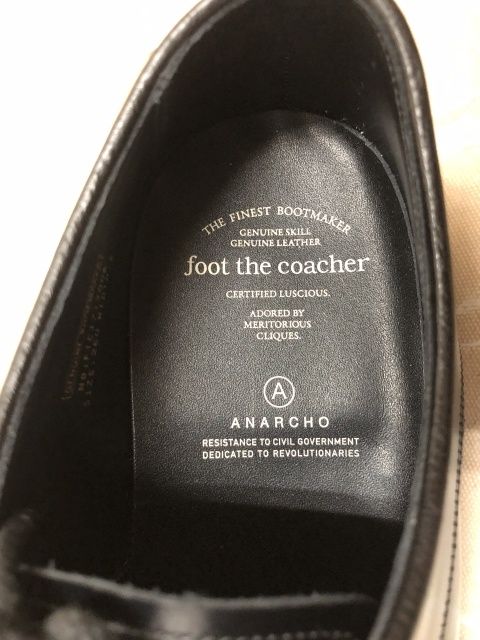 THE FINEST BOOTMAKER
GENUINE SKILL
GENUINE LEATHER
foot the coacher
CERTIFIED LUSCIOUS.
ADORED BY
MERITORIOUS
CLIQUES.
A
ANARCHO
RESISTANCE TO CIVIL GOVERNMENT
DEDICATED TO REVOLUTIONARIES